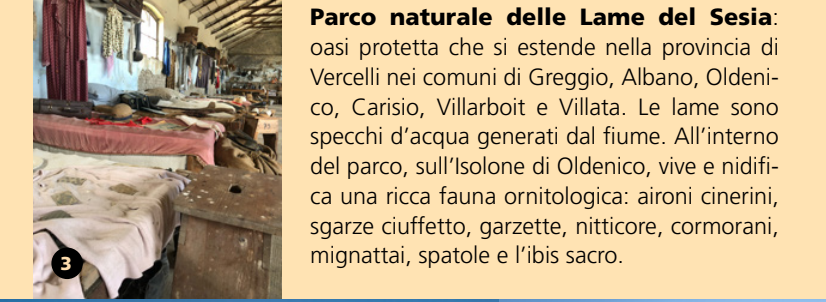 Parco naturale delle Lame del Sesia:
oasi protetta che si estende nella provincia di
Vercelli nei comuni di Greggio, Albano, Oldeni-
co, Carisio, Villarboit e Villata. Le lame sono
specchi d'acqua generati dal fiume. All'interno
del parco, sull'Isolone di Oldenico, vive e nidifi-
ca una ricca fauna ornitologica: aironi cinerini,
sgarze ciuffetto, garzette, nitticore, cormorani,
mignattai, spatole e l'ibis sacro.
3